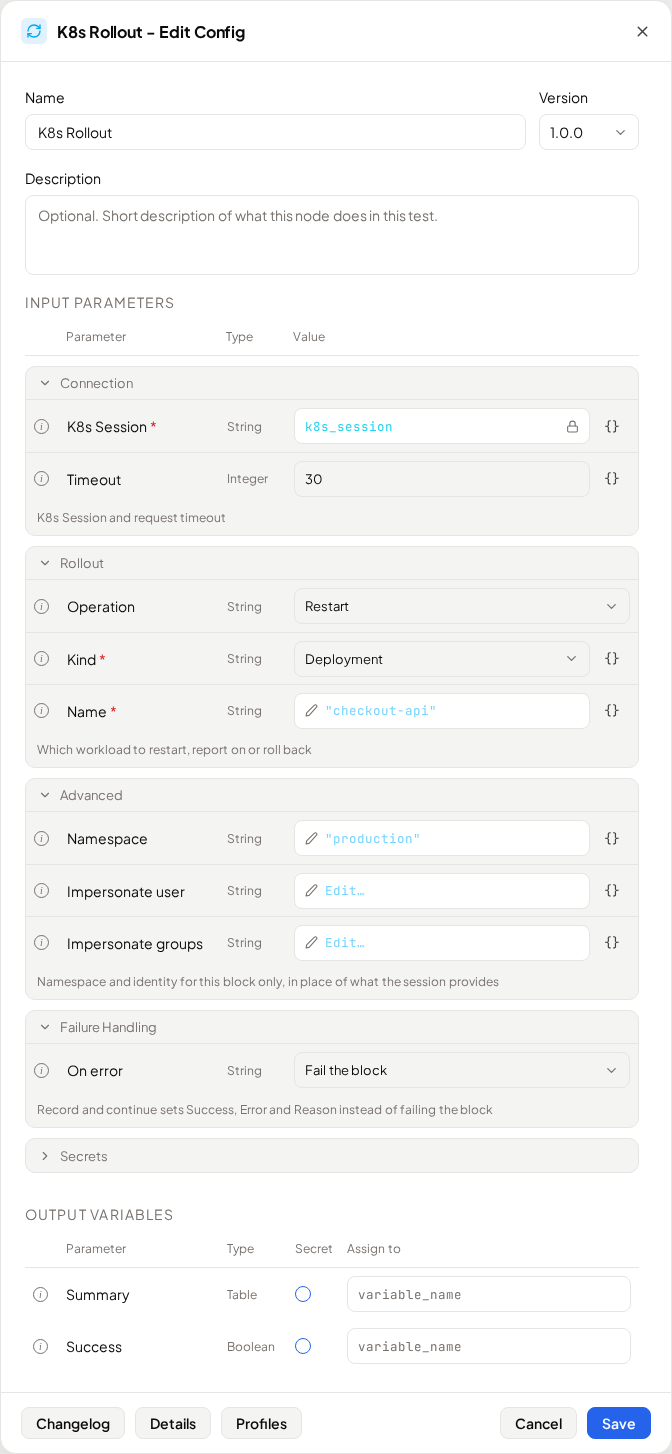 K8s Rollout - Edit Config
Name
Version
K8s Rollout
1.0.0
Description
Optional. Short description of what this node does in this test.
INPUT PARAMETERS
Parameter Type Value
Connection
K8s Session * String k8s_session {}
Timeout Integer 30 {}
K8s Session and request timeout
Rollout
Operation String Restart
Kind * String Deployment {}
Name * String "checkout-api" {}
Which workload to restart, report on or roll back
Advanced
Namespace String "production" {}
Impersonate user String Edit… {}
Impersonate groups String Edit… {}
Namespace and identity for this block only, in place of what the session provides
Failure Handling
On error String Fail the block
Record and continue sets Success, Error and Reason instead of failing the block
Secrets
OUTPUT VARIABLES
Parameter Type Secret Assign to
Summary Table variable_name
Success Boolean variable_name
Changelog Details Profiles Cancel Save